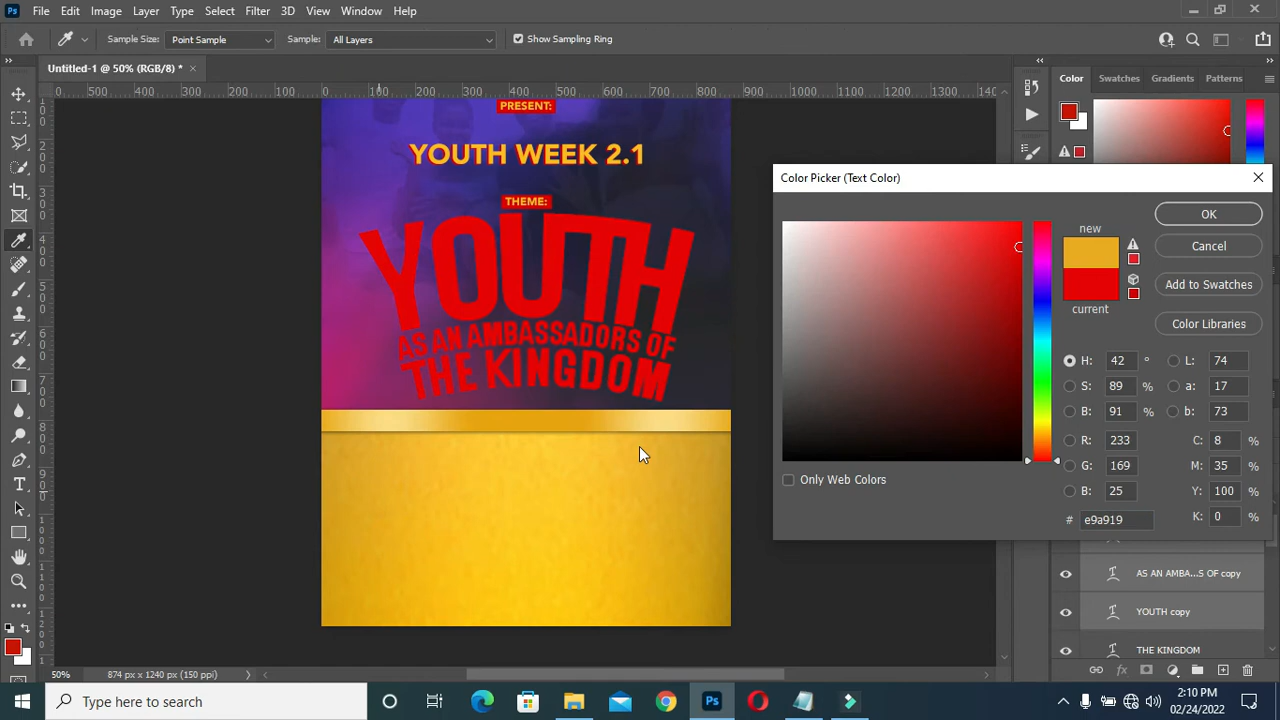 Ps File Edit Image Layer Type Select Filter 3D View Window Help
Sample Size: Point Sample Sample: All Layers Show Sampling Ring
Untitled-1 @ 50% (RGB/8) * ×
Color Swatches Gradients Patterns
PRESENT:
YOUTH WEEK 2.1
THEME:
YOUTH
AS AN AMBASSADORS OF
THE KINGDOM
Color Picker (Text Color)
new
current
OK
Cancel
Add to Swatches
Color Libraries
H: 42 ° L: 74
S: 89 % a: 17
B: 91 % b: 73
R: 233 C: 8 %
G: 169 M: 35 %
B: 25 Y: 100 %
# e9a919 K: 0 %
Only Web Colors
AS AN AMBA...S OF copy
YOUTH copy
THE KINGDOM
50% 874 px x 1240 px (150 ppi)
Type here to search
2:10 PM
02/24/2022